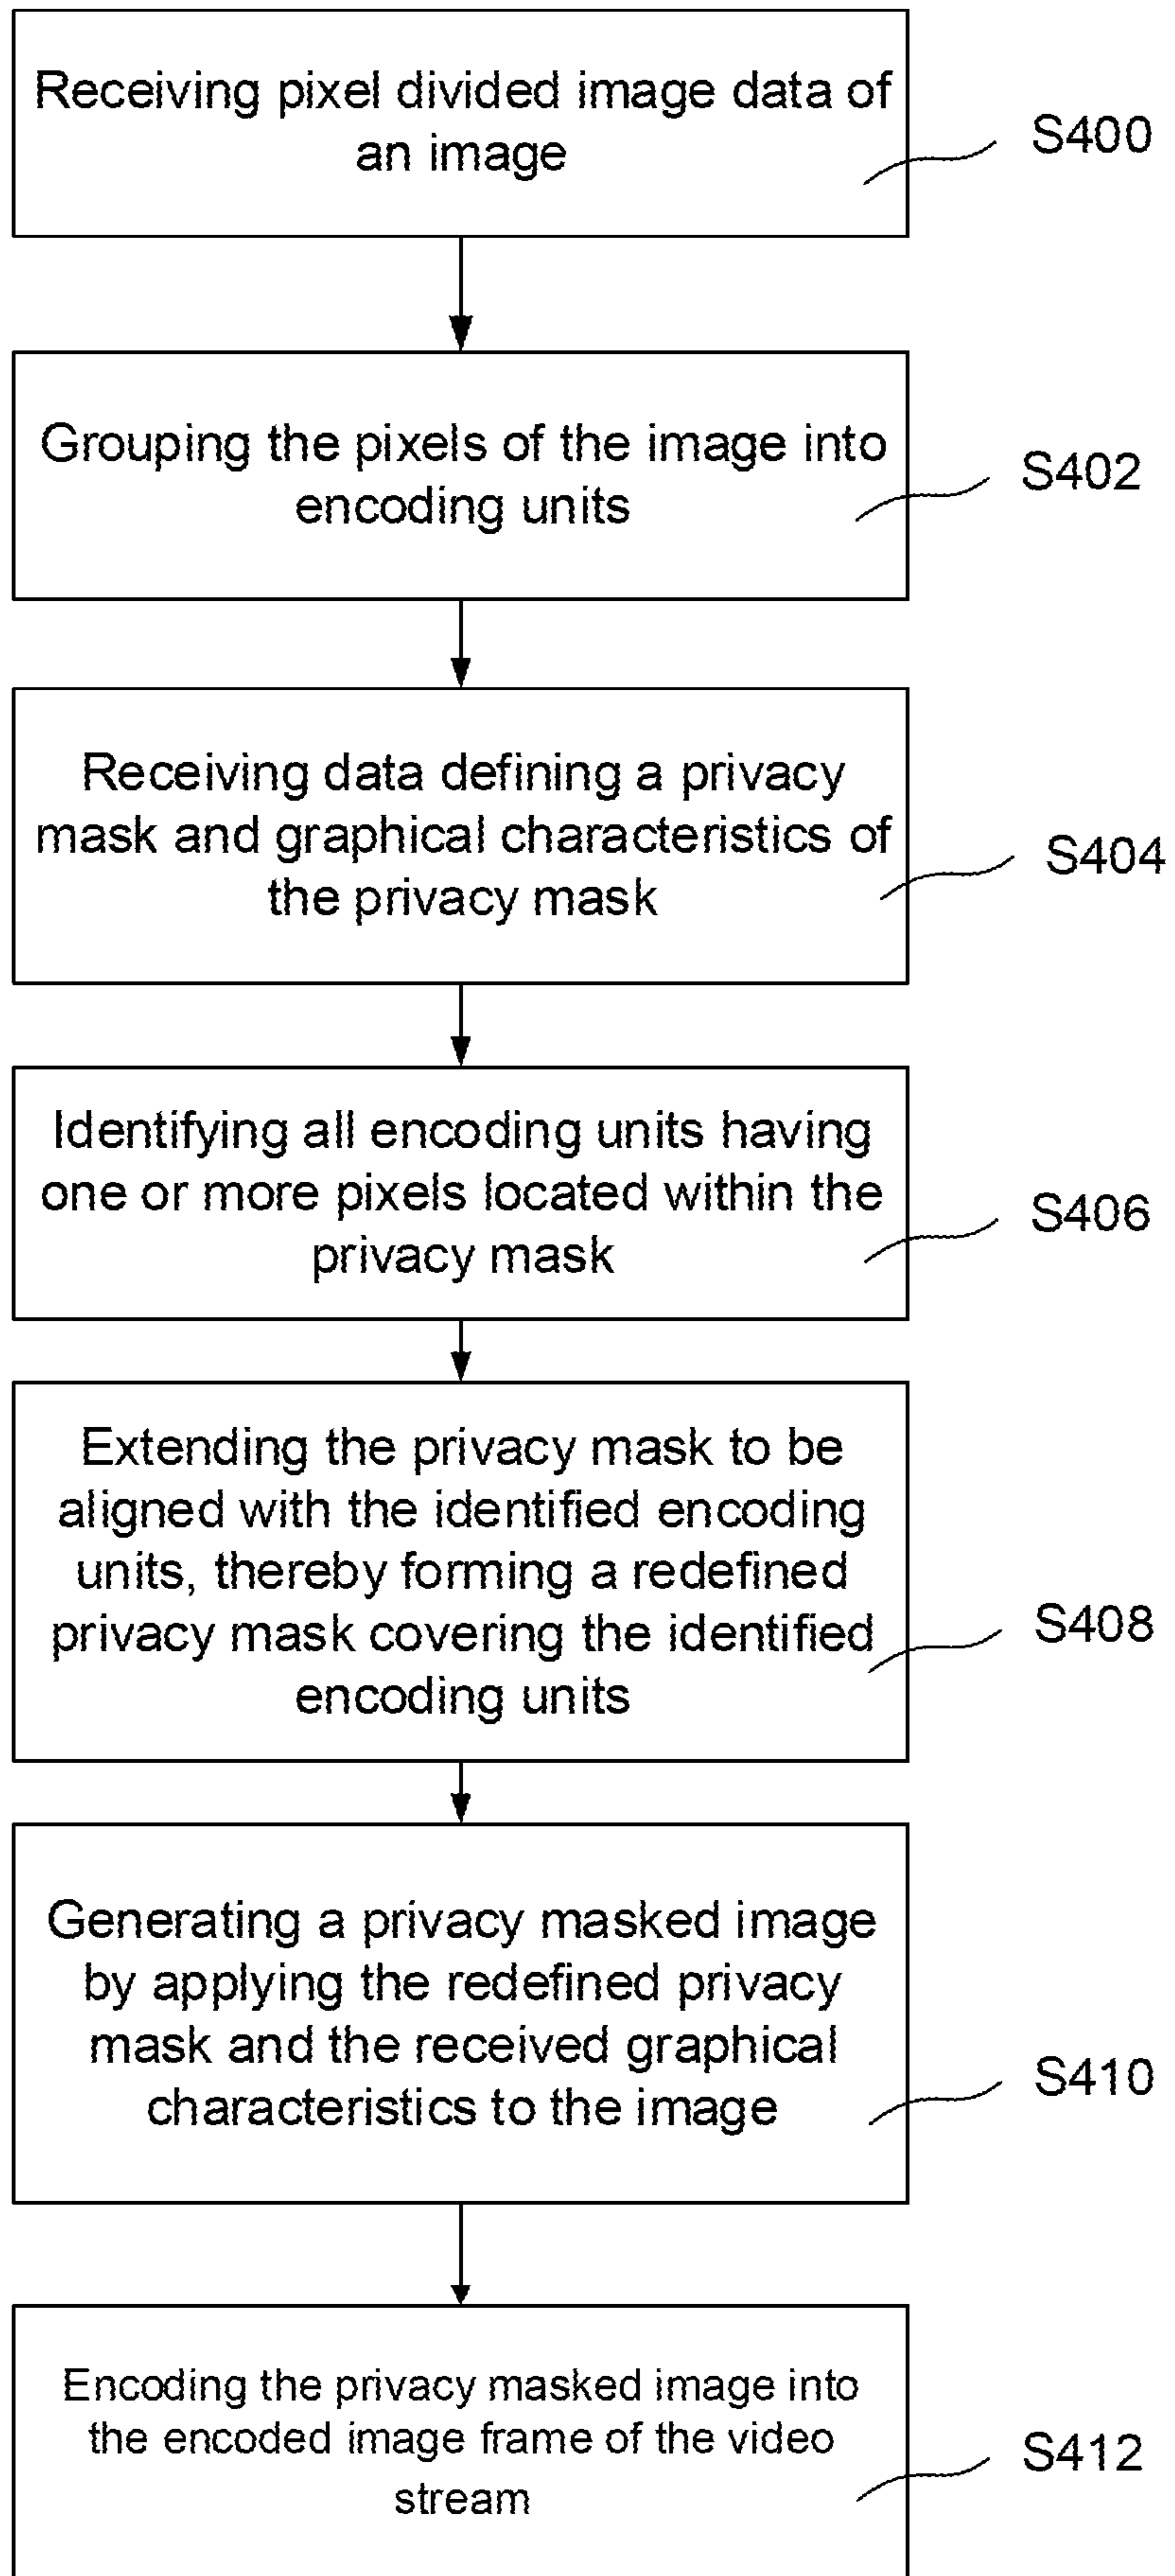 Receiving pixel divided image data of
an image
S400
Grouping the pixels of the image into
encoding units
S402
Receiving data defining a privacy
mask and graphical characteristics of
the privacy mask
S404
Identifying all encoding units having
one or more pixels located within the
privacy mask
S406
Extending the privacy mask to be
aligned with the identified encoding
units, thereby forming a redefined
privacy mask covering the identified
encoding units
S408
Generating a privacy masked image
by applying the redefined privacy
mask and the received graphical
characteristics to the image
S410
Encoding the privacy masked image into
the encoded image frame of the video
stream
S412